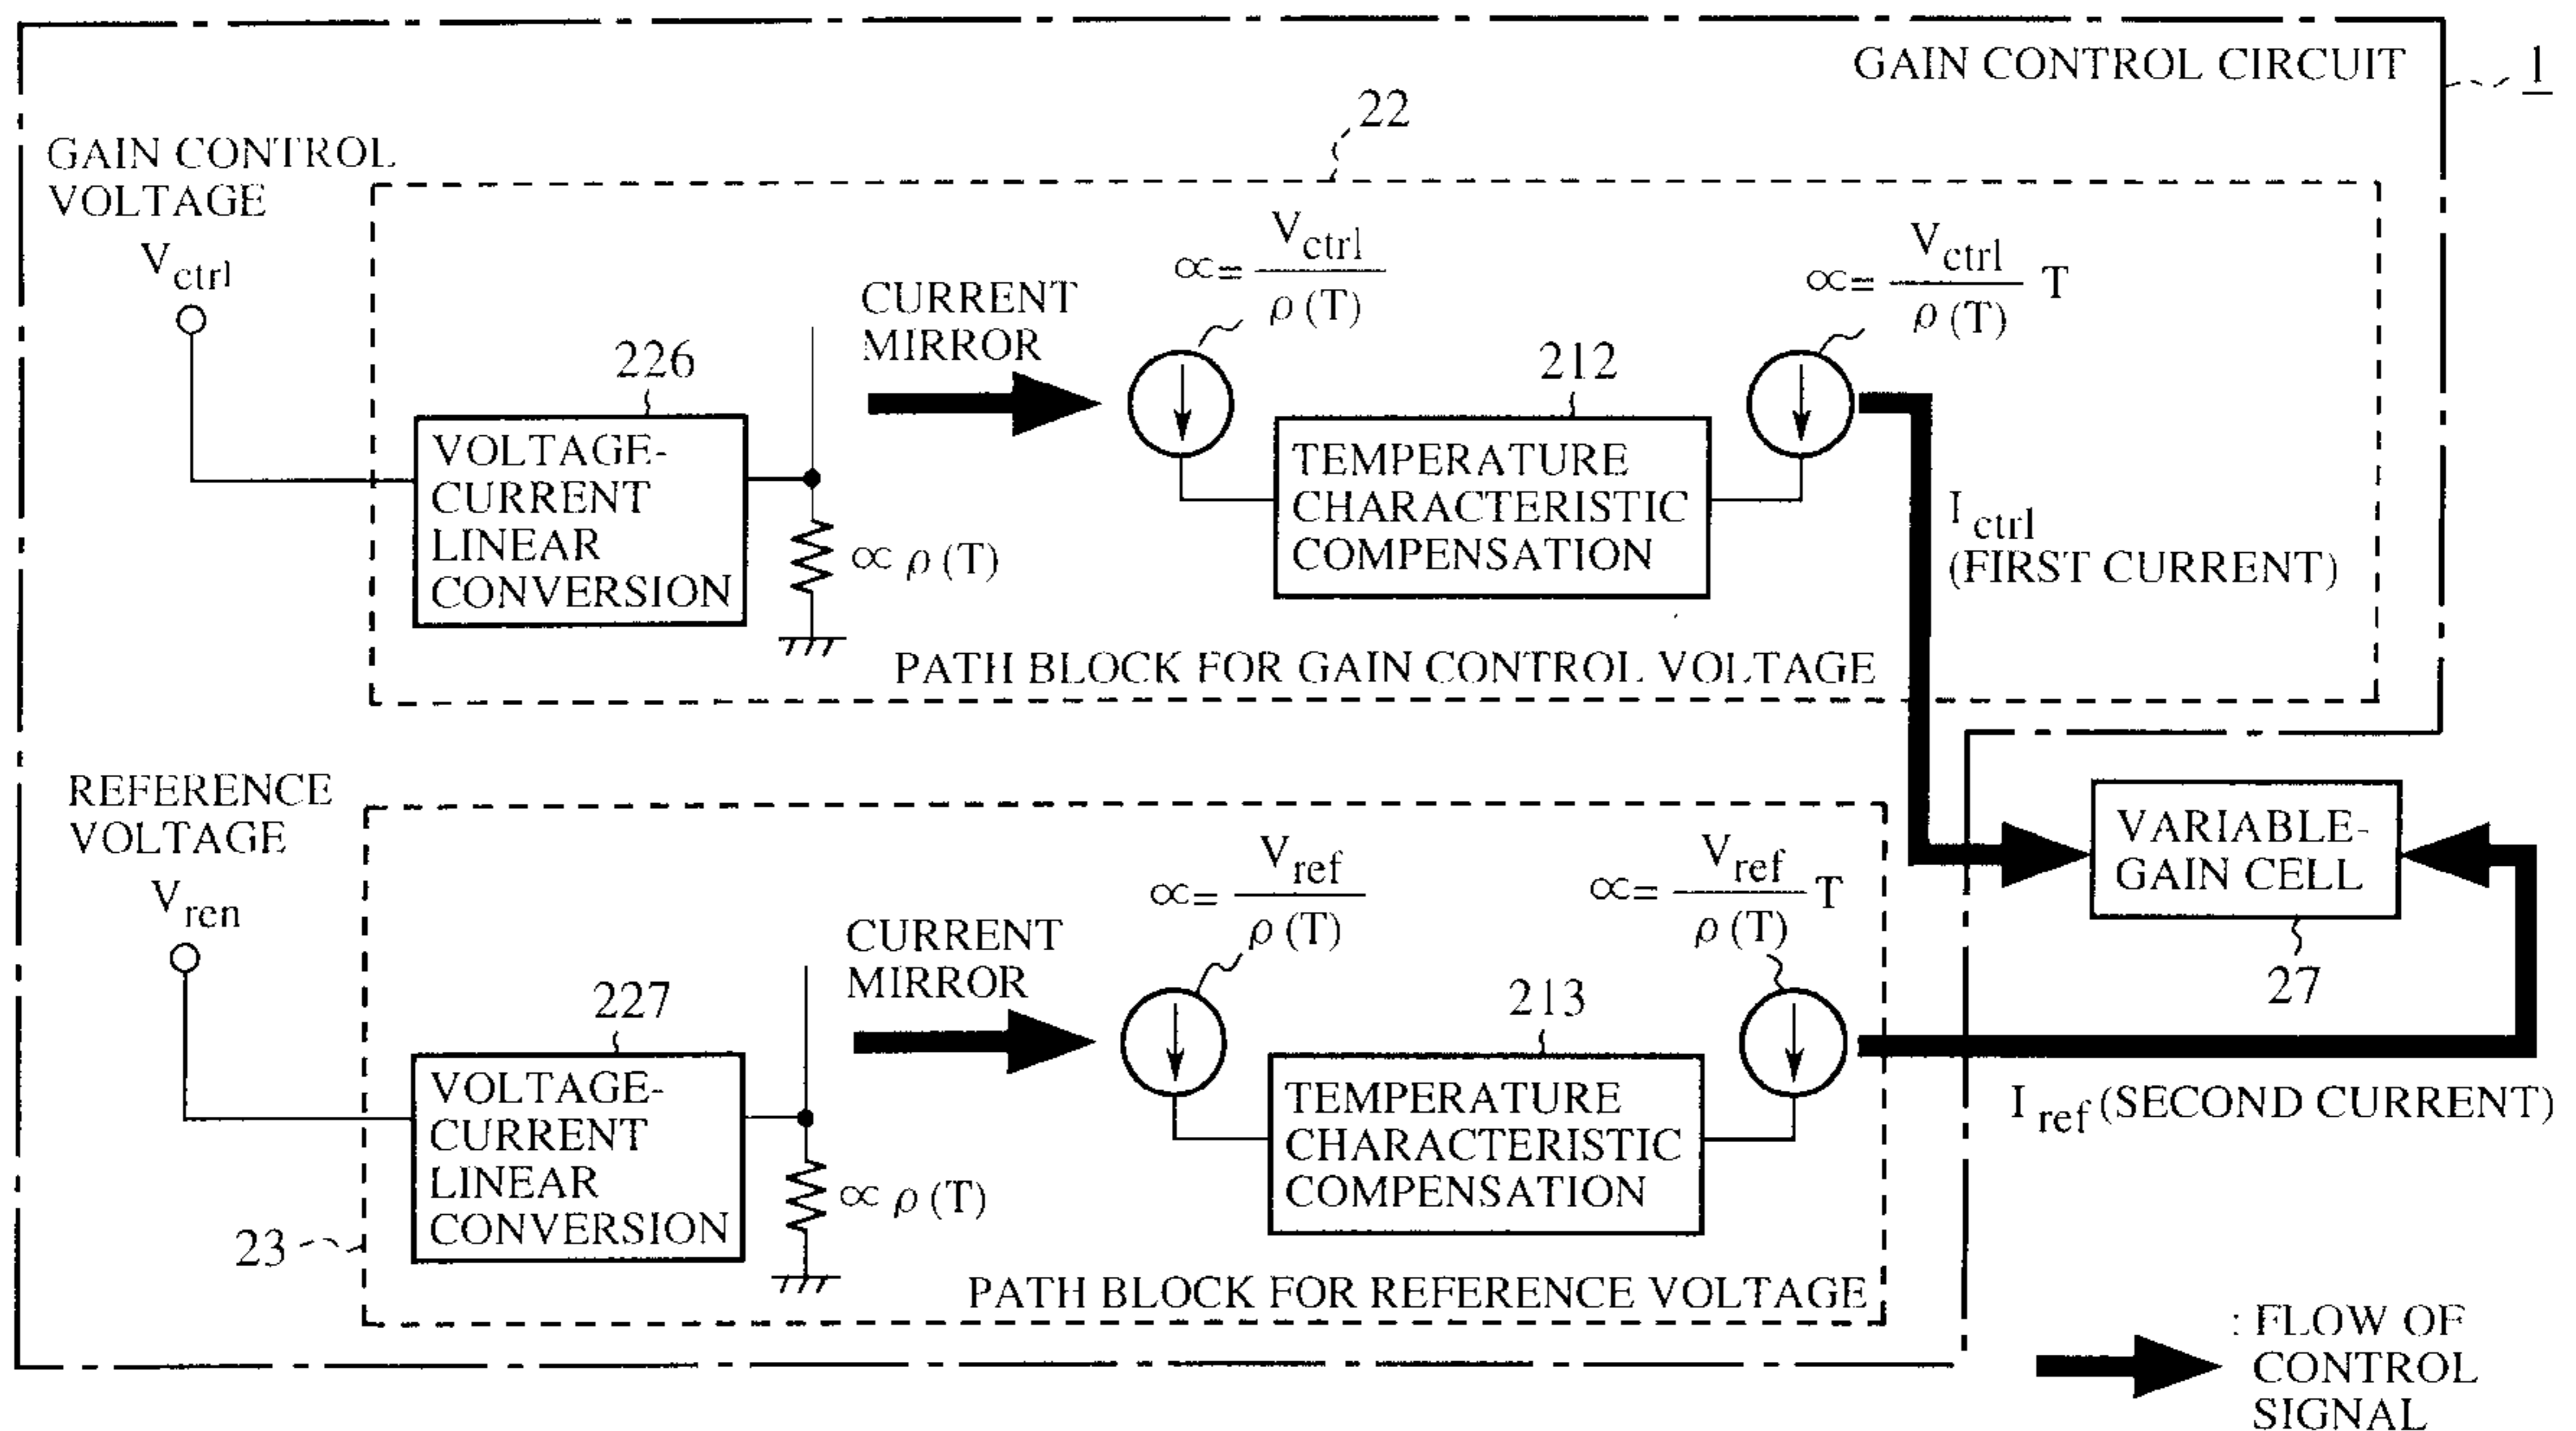 GAIN CONTROL CIRCUIT
1
22
GAIN CONTROL
VOLTAGE
Vctrl
CURRENT
MIRROR
∝= Vctrl / ρ (T)
∝= Vctrl / ρ (T) T
226
212
VOLTAGE-
CURRENT
LINEAR
CONVERSION
∝ ρ (T)
TEMPERATURE
CHARACTERISTIC
COMPENSATION
Ictrl
(FIRST CURRENT)
PATH BLOCK FOR GAIN CONTROL VOLTAGE
REFERENCE
VOLTAGE
Vren
CURRENT
MIRROR
∝= Vref / ρ (T)
∝= Vref / ρ (T) T
VARIABLE-
GAIN CELL
27
227
213
VOLTAGE-
CURRENT
LINEAR
CONVERSION
∝ ρ (T)
TEMPERATURE
CHARACTERISTIC
COMPENSATION
Iref (SECOND CURRENT)
23
PATH BLOCK FOR REFERENCE VOLTAGE
: FLOW OF
CONTROL
SIGNAL